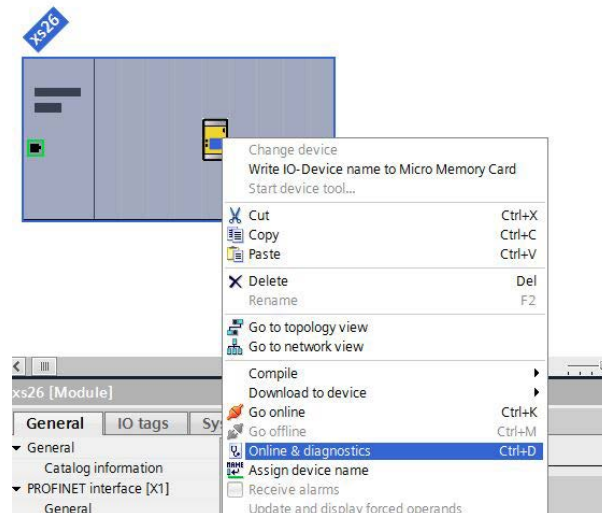 xs26
Change device
Write IO-Device name to Micro Memory Card
Start device tool...
Cut Ctrl+X
Copy Ctrl+C
Paste Ctrl+V
Delete Del
Rename F2
Go to topology view
Go to network view
Compile
Download to device
xs26 [Module]
General IO tags Sy
Go online Ctrl+K
Go offline Ctrl+M
General
Online & diagnostics Ctrl+D
Catalog information
NAME
Assign device name
PROFINET interface [X1]
Receive alarms
General
Update and display forced operands